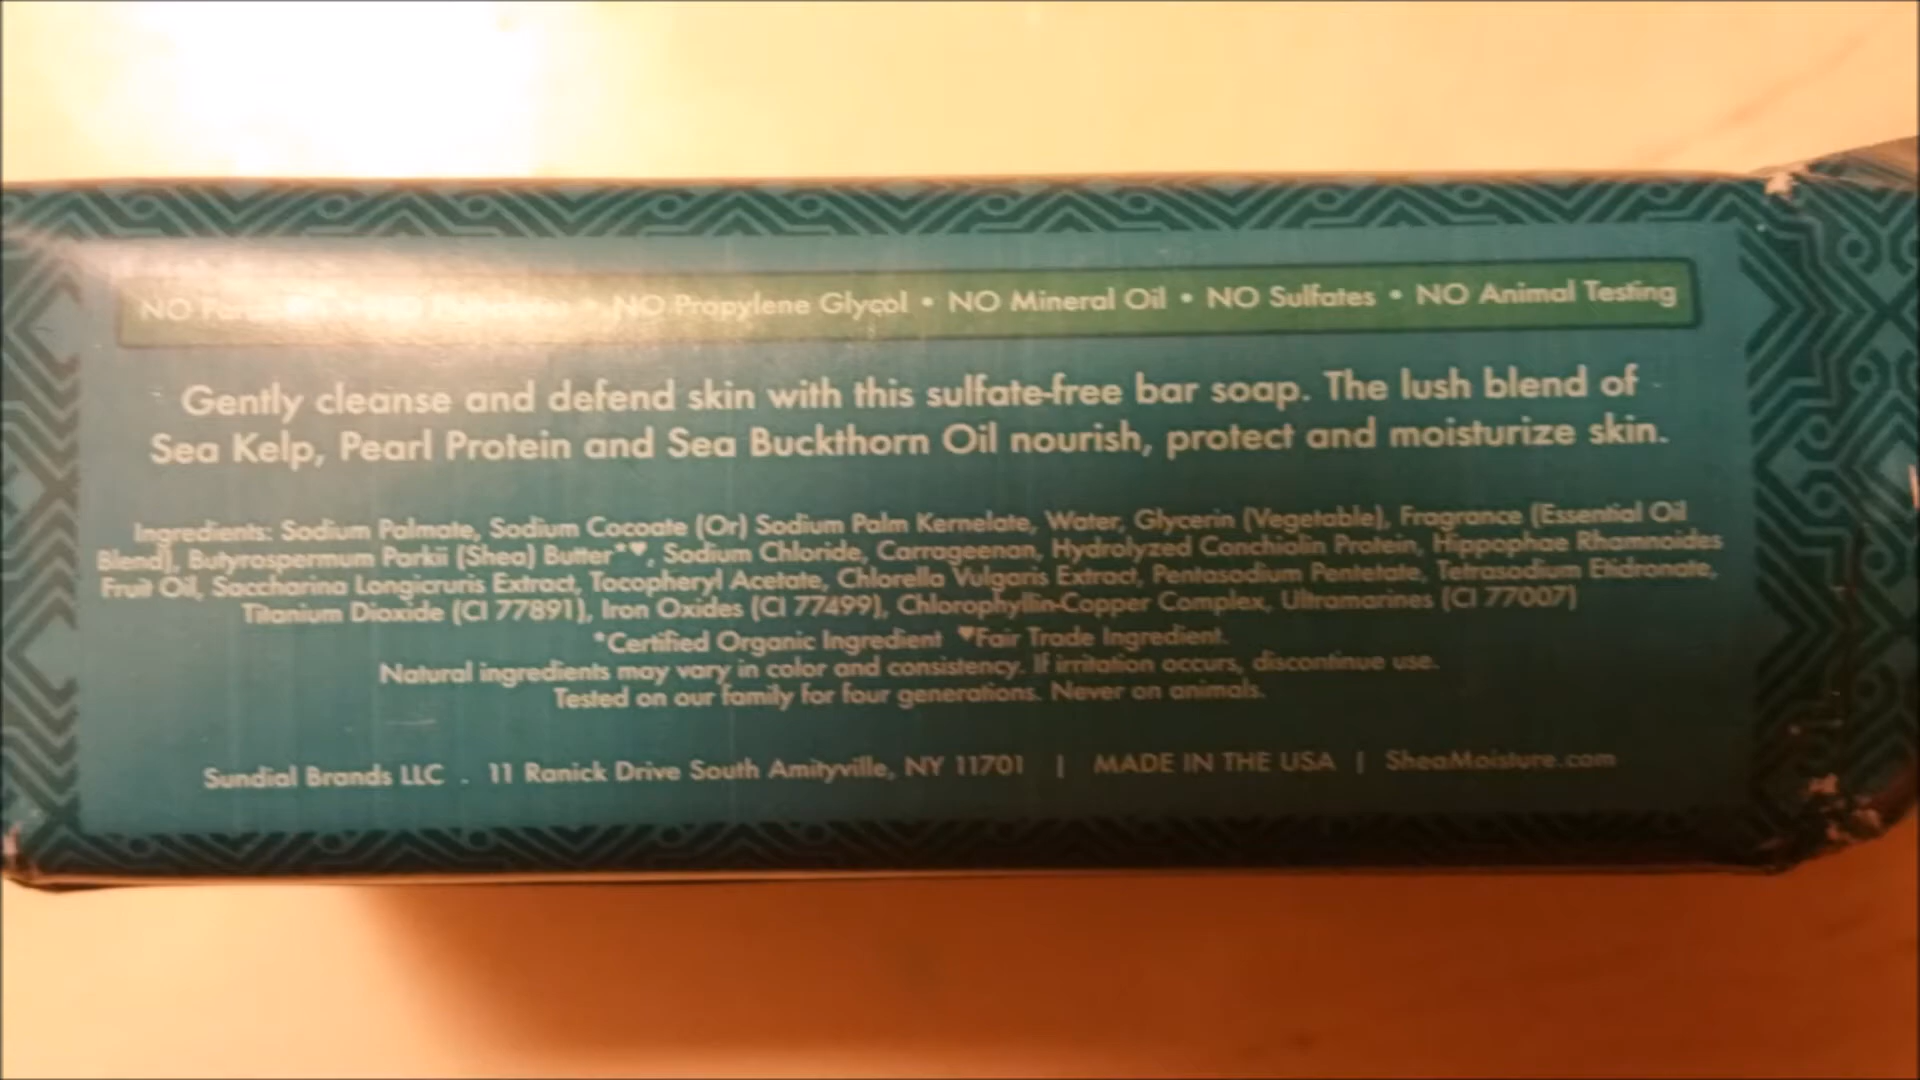 NO • NO • NO Propylene Glycol • NO Mineral Oil • NO Sulfates • NO Animal Testing
Gently cleanse and defend skin with this sulfate-free bar soap. The lush blend of
Sea Kelp, Pearl Protein and Sea Buckthorn Oil nourish, protect and moisturize skin.
Ingredients: Sodium Palmate, Sodium Cocoate (Or) Sodium Palm Kernelate, Water, Glycerin (Vegetable), Fragrance (Essential Oil
Blend), Butyrospermum Parkii (Shea) Butter*♥, Sodium Chloride, Carrageenan, Hydrolyzed Conchiolin Protein, Hippophae Rhamnoides
Fruit Oil, Saccharina Longicruris Extract, Tocopheryl Acetate, Chlorella Vulgaris Extract, Pentasodium Pentetate, Tetrasodium Etidronate,
Titanium Dioxide (CI 77891), Iron Oxides (CI 77499), Chlorophyllin-Copper Complex, Ultramarines (CI 77007)
*Certified Organic Ingredient ♥Fair Trade Ingredient.
Natural ingredients may vary in color and consistency. If irritation occurs, discontinue use.
Tested on our family for four generations. Never on animals.
Sundial Brands LLC . 11 Ranick Drive South Amityville, NY 11701 | MADE IN THE USA | SheaMoisture.com